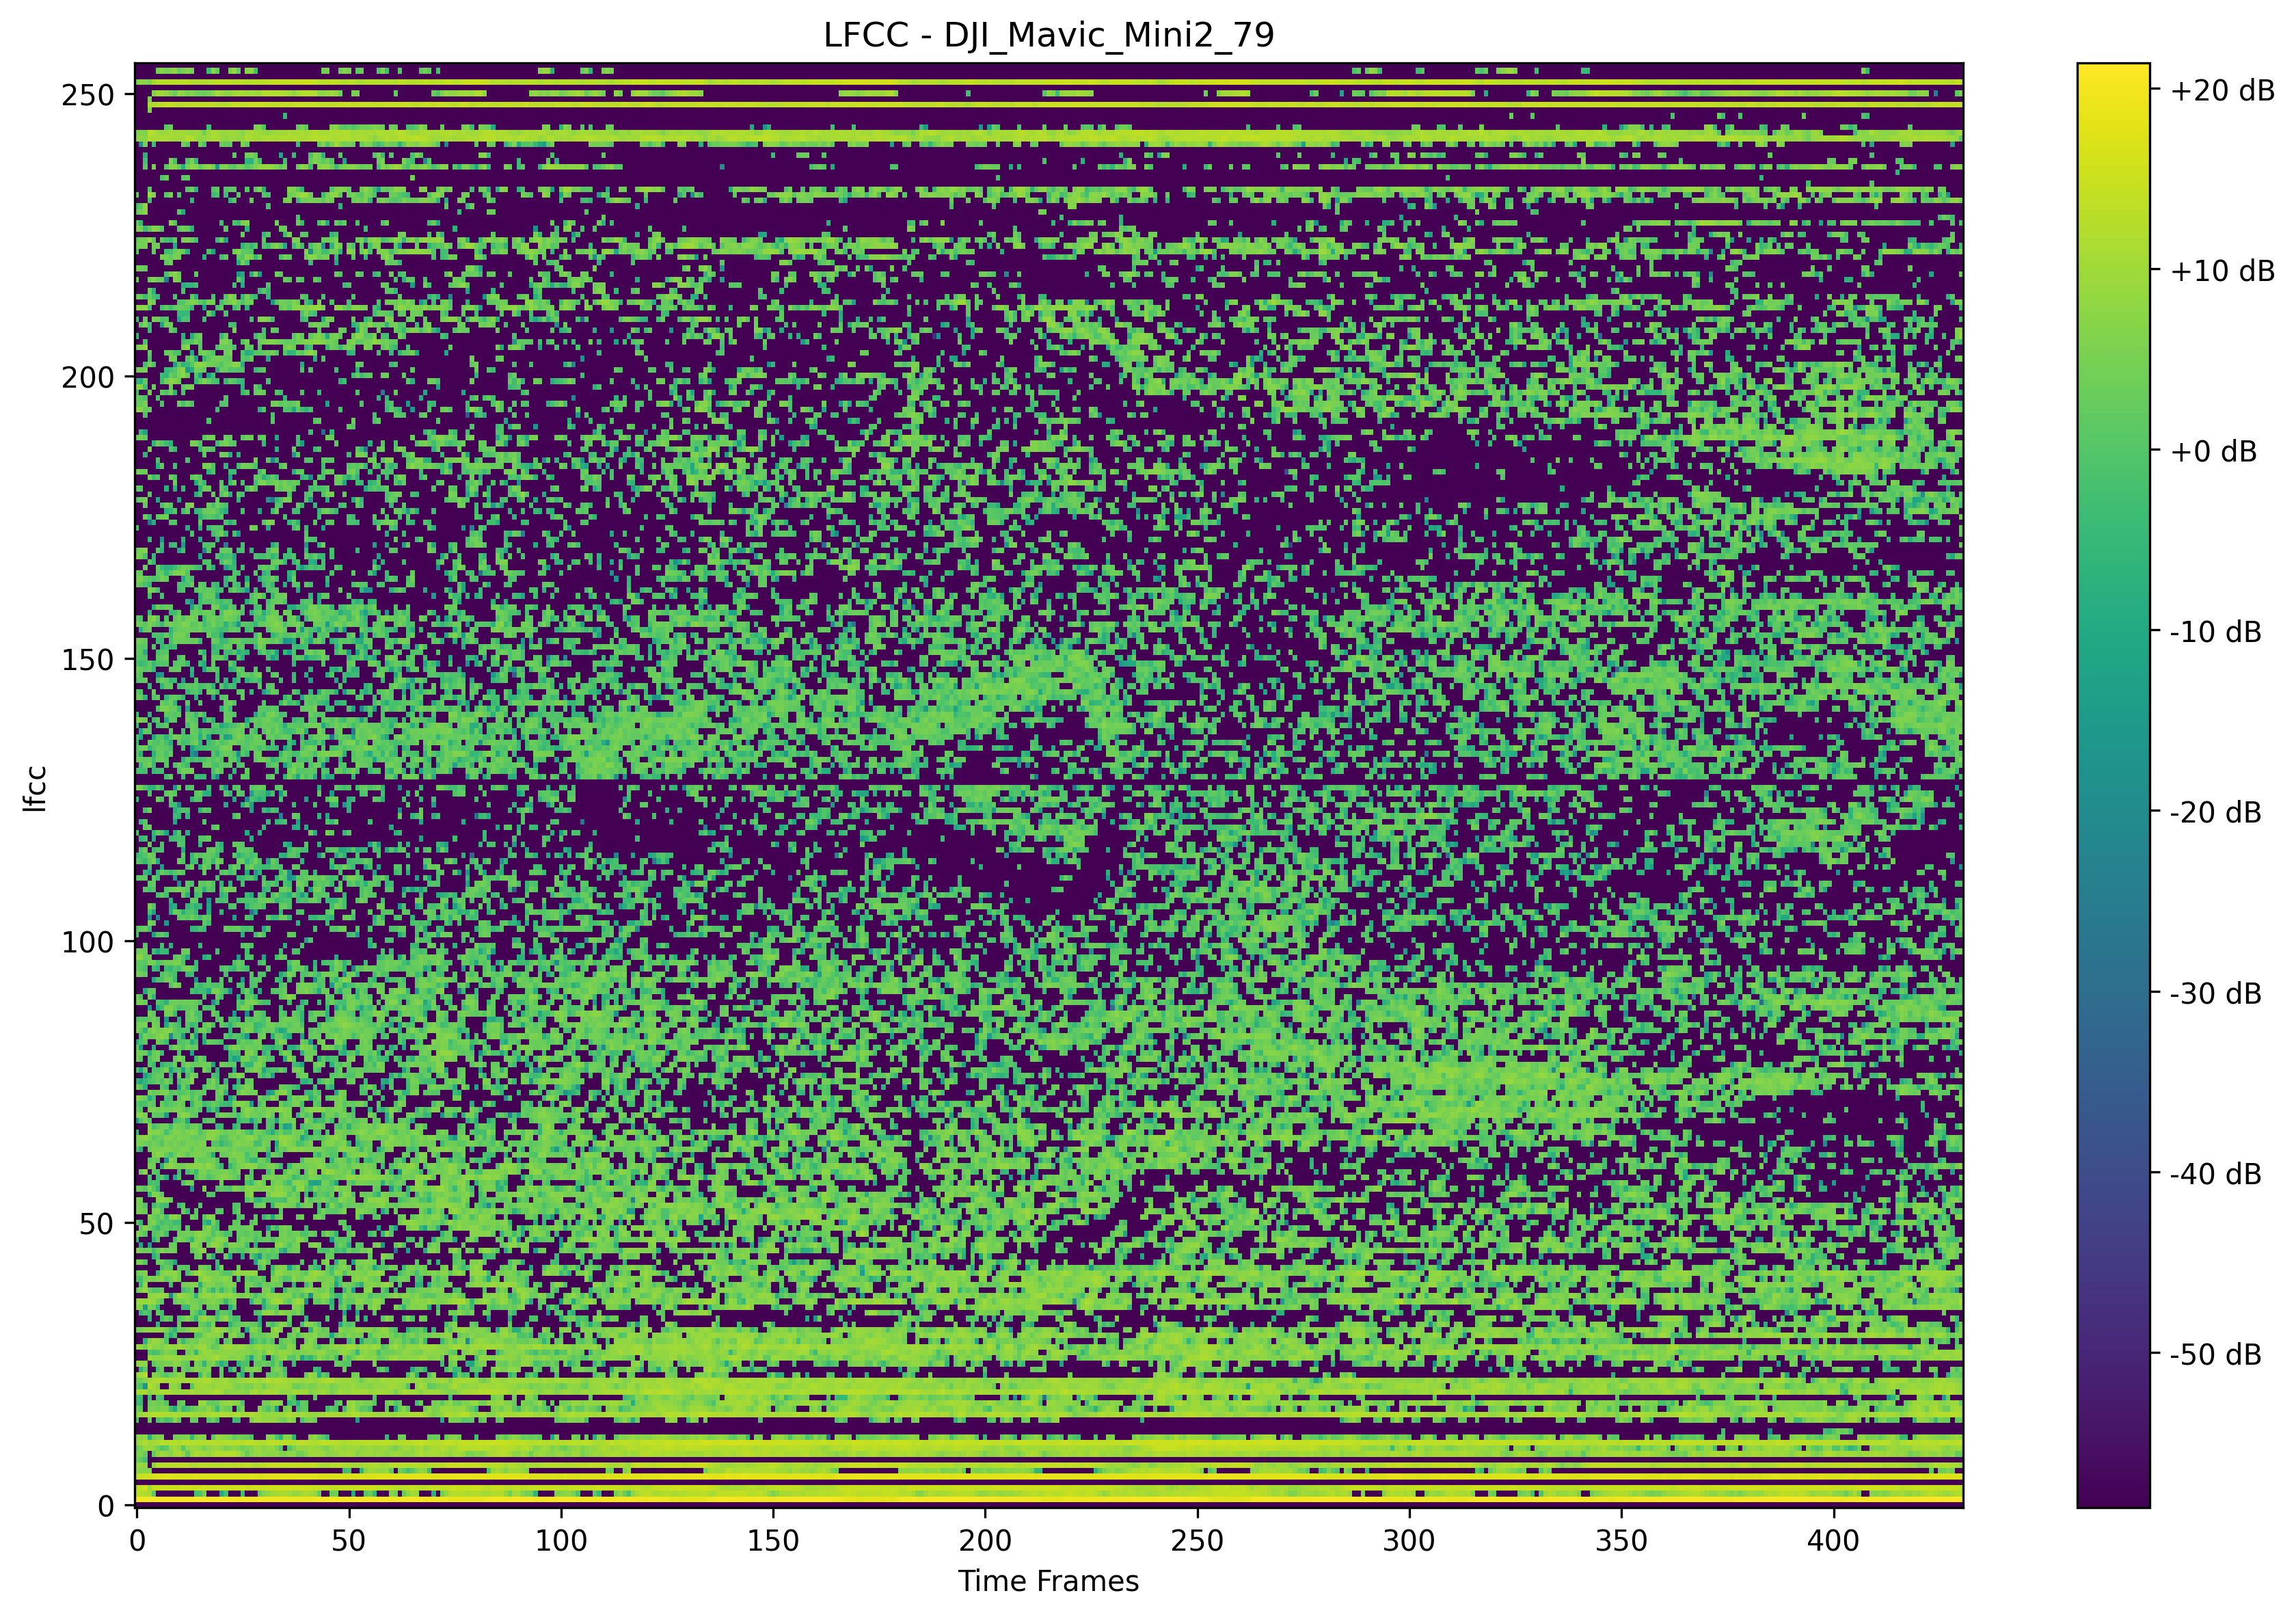 LFCC - DJI_Mavic_Mini2_79
250
200
150
100
50
0
lfcc
0 50 100 150 200 250 300 350 400
Time Frames
+20 dB
+10 dB
+0 dB
-10 dB
-20 dB
-30 dB
-40 dB
-50 dB